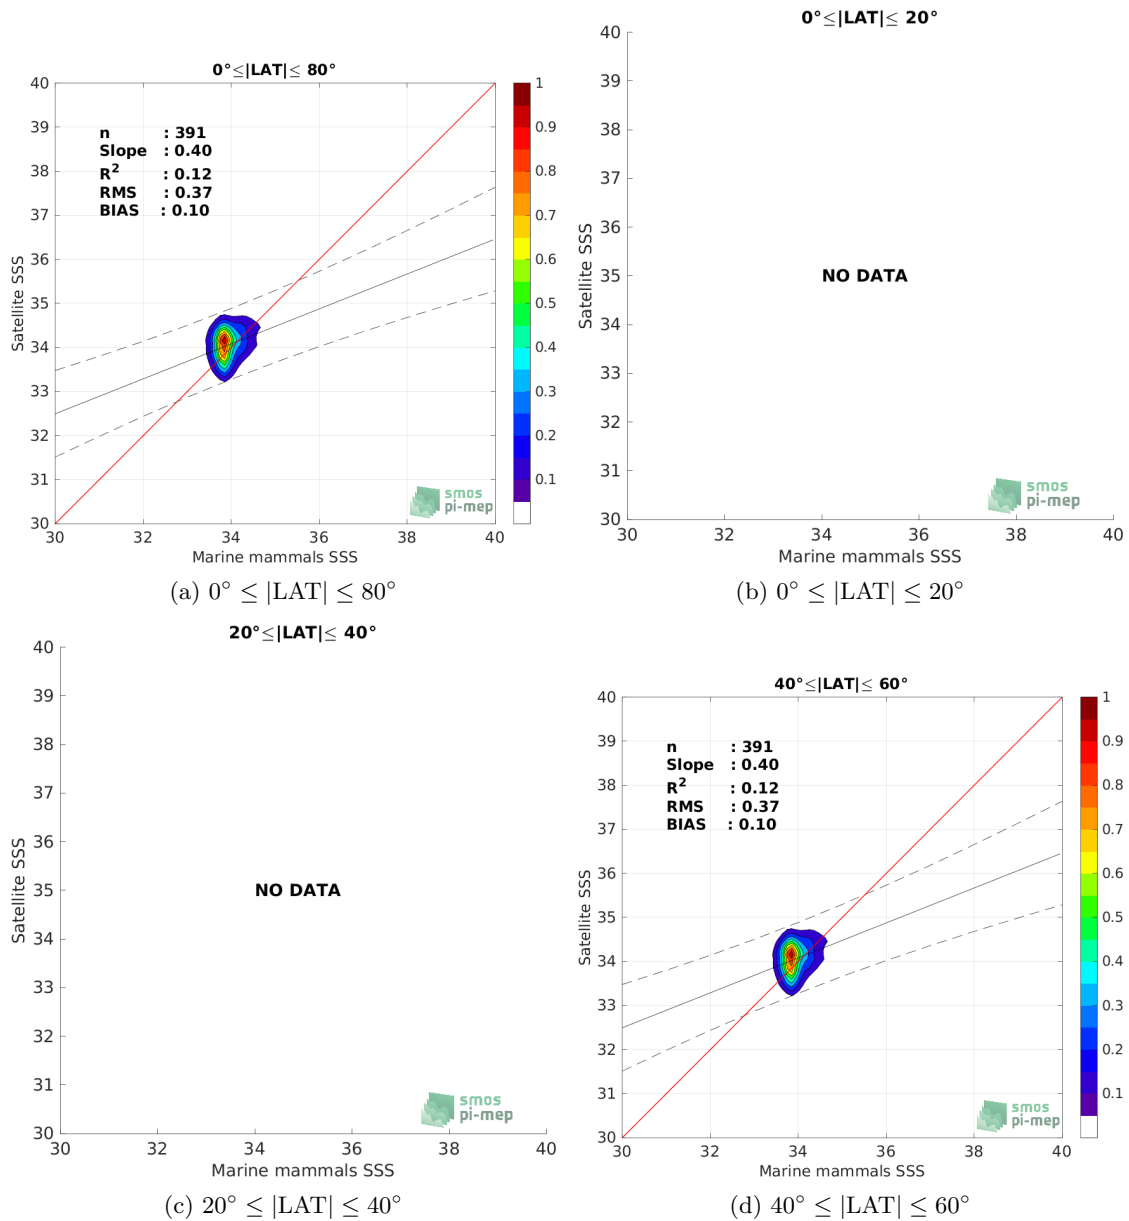 0°≤|LAT|≤ 80°
40
39
38
37
36
35
34
33
32
31
30
Satellite SSS
n : 391
Slope : 0.40
R² : 0.12
RMS : 0.37
BIAS : 0.10
smos
pi-mep
30 32 34 36 38 40
Marine mammals SSS
1
0.9
0.8
0.7
0.6
0.5
0.4
0.3
0.2
0.1
(a) 0° ≤ |LAT| ≤ 80°
0°≤|LAT|≤ 20°
40
39
38
37
36
35
34
33
32
31
30
Satellite SSS
NO DATA
smos
pi-mep
30 32 34 36 38 40
Marine mammals SSS
(b) 0° ≤ |LAT| ≤ 20°
20°≤|LAT|≤ 40°
40
39
38
37
36
35
34
33
32
31
30
Satellite SSS
NO DATA
smos
pi-mep
30 32 34 36 38 40
Marine mammals SSS
(c) 20° ≤ |LAT| ≤ 40°
40°≤|LAT|≤ 60°
40
39
38
37
36
35
34
33
32
31
30
Satellite SSS
n : 391
Slope : 0.40
R² : 0.12
RMS : 0.37
BIAS : 0.10
smos
pi-mep
30 32 34 36 38 40
Marine mammals SSS
1
0.9
0.8
0.7
0.6
0.5
0.4
0.3
0.2
0.1
(d) 40° ≤ |LAT| ≤ 60°